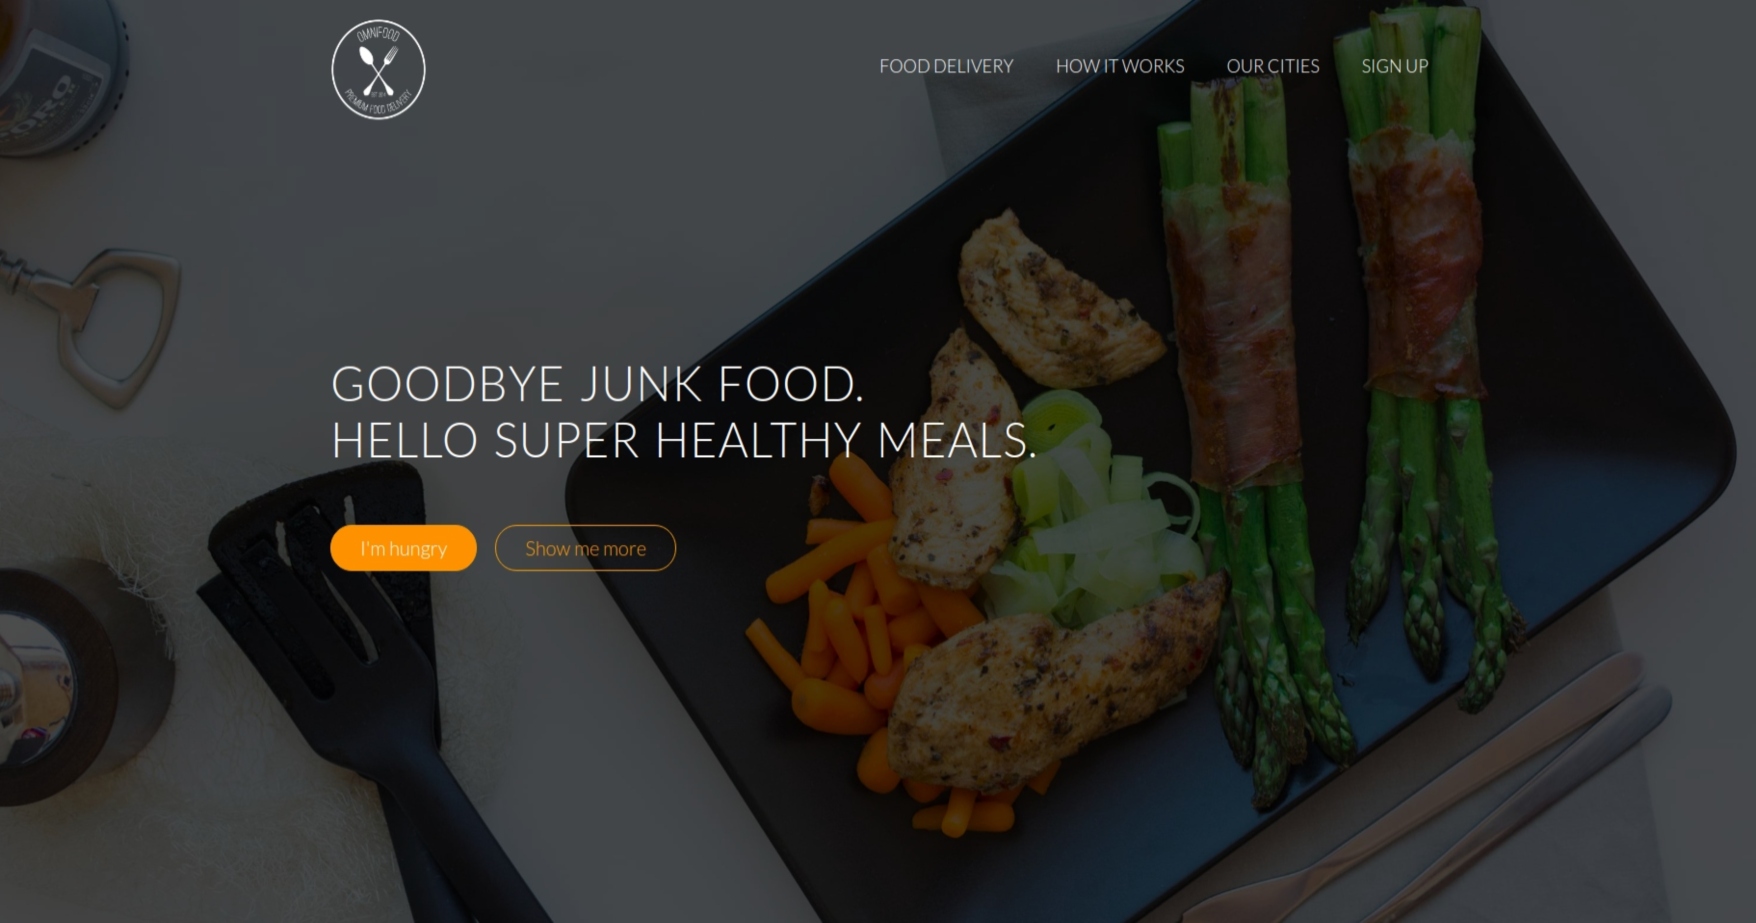 OMNIFOOD
PREMIUM FOOD DELIVERY
FOOD DELIVERY
HOW IT WORKS
OUR CITIES
SIGN UP
GOODBYE JUNK FOOD.
HELLO SUPER HEALTHY MEALS.
I'm hungry
Show me more